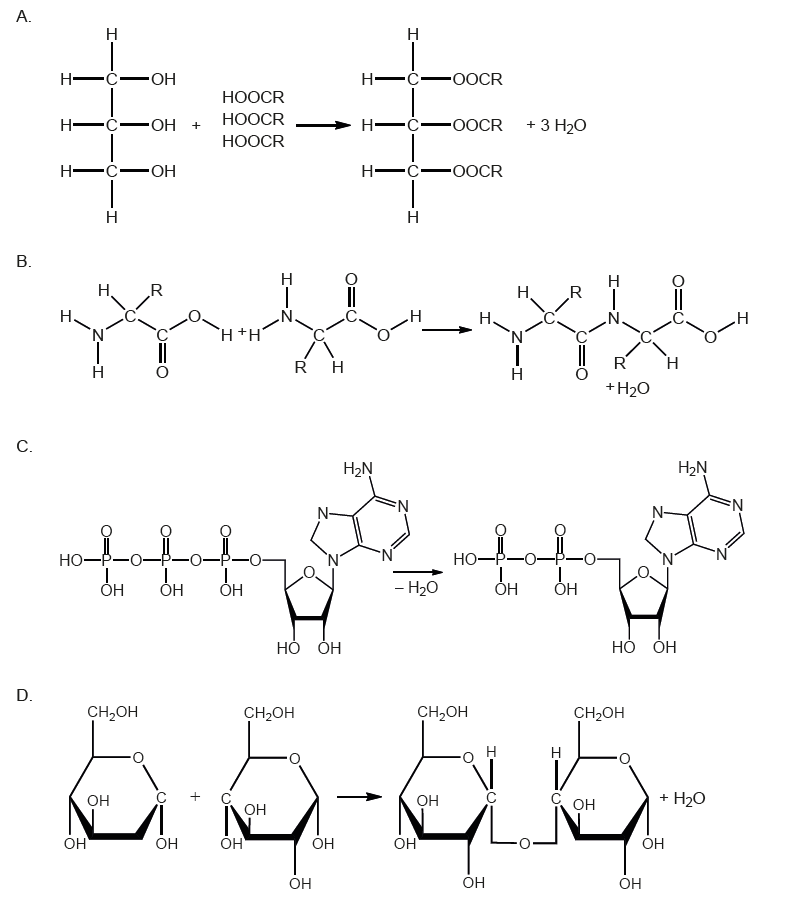 A.
H H
H C OH H C OOCR
HOOCR
H C OH + HOOCR H C OOCR + 3 H₂O
HOOCR
H C OH H C OOCR
H H
B.
H O H O
H R H R
H N C C O H + H N C C O H H N C C N C C O H
H O R H H O R H
+ H₂O
C.
H₂N H₂N
N N N N
O O O O O
HO P O P O P O N N HO P O P O N N
OH OH OH O – H₂O OH OH O
HO OH HO OH
D.
CH₂OH CH₂OH CH₂OH CH₂OH
O O O H H O
OH C + C OH OH C C OH + H₂O
OH OH OH OH OH O OH
OH OH OH